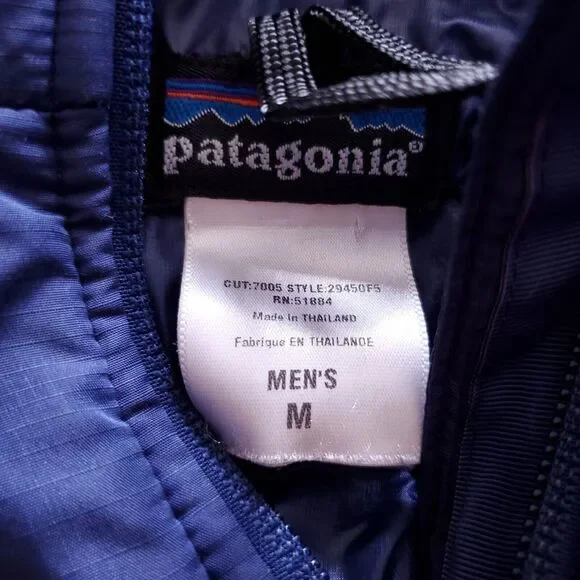 patagonia®
CUT:7005 STYLE:29450F5
RN:51884
Made in THAILAND
Fabrique EN THAILANDE
MEN'S
M